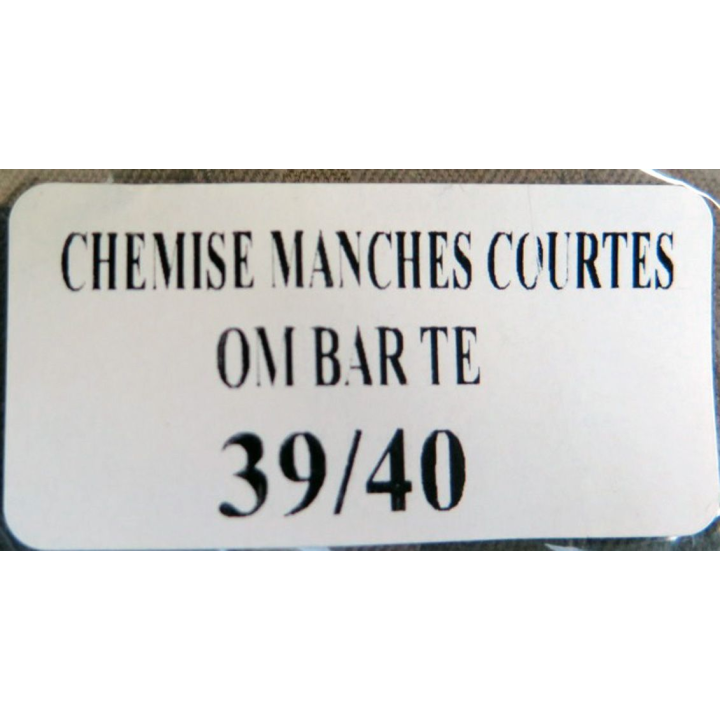 CHEMISE MANCHES COURTES
OM BAR TE
39/40